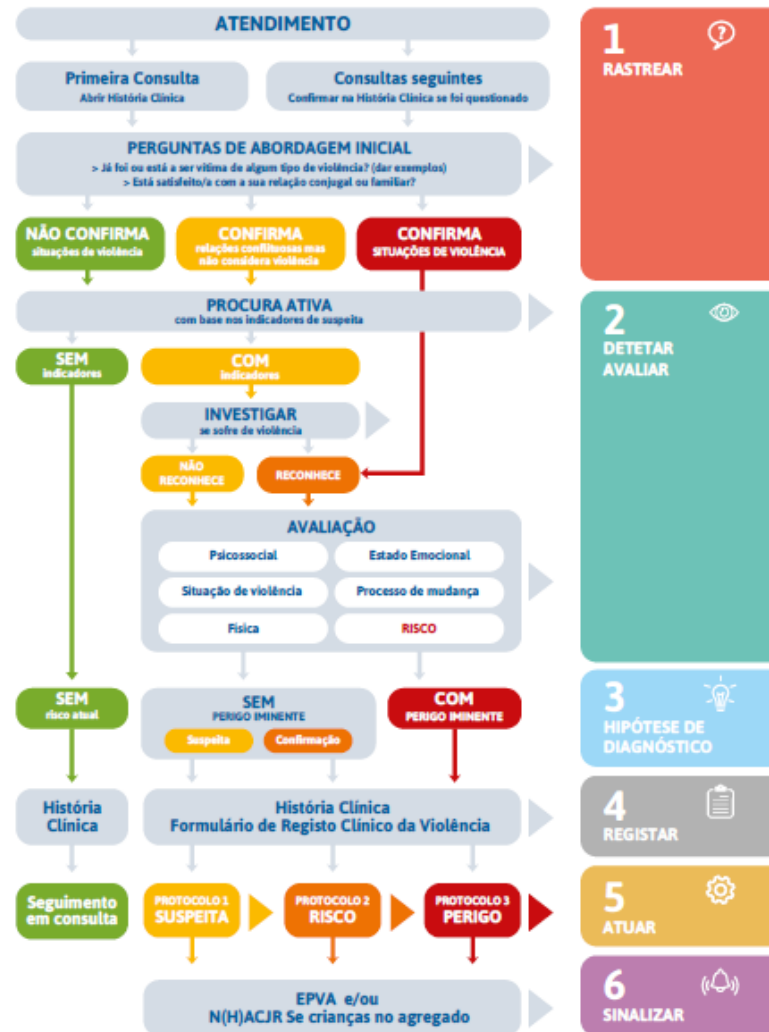 ATENDIMENTO
Primeira Consulta
Abrir História Clínica
Consultas seguintes
Confirmar na História Clínica se foi questionado
PERGUNTAS DE ABORDAGEM INICIAL
> Já foi ou está a ser vítima de algum tipo de violência? (dar exemplos)
> Está satisfeito/a com a sua relação conjugal ou familiar?
NÃO CONFIRMA
situações de violência
CONFIRMA
relações conflituosas mas
não considera violência
CONFIRMA
SITUAÇÕES DE VIOLÊNCIA
1
RASTREAR
PROCURA ATIVA
com base nos indicadores de suspeita
SEM
indicadores
COM
indicadores
INVESTIGAR
se sofre de violência
NÃO
RECONHECE
RECONHECE
AVALIAÇÃO
Psicossocial
Estado Emocional
Situação de violência
Processo de mudança
Física
RISCO
2
DETETAR
AVALIAR
SEM
risco atual
SEM
PERIGO IMINENTE
Suspeita
Confirmação
COM
PERIGO IMINENTE
3
HIPÓTESE DE
DIAGNÓSTICO
História
Clínica
História Clínica
Formulário de Registo Clínico da Violência
4
REGISTAR
Seguimento
em consulta
PROTOCOLO 1
SUSPEITA
PROTOCOLO 2
RISCO
PROTOCOLO 3
PERIGO
5
ATUAR
EPVA e/ou
N(H)ACJR Se crianças no agregado
6
SINALIZAR